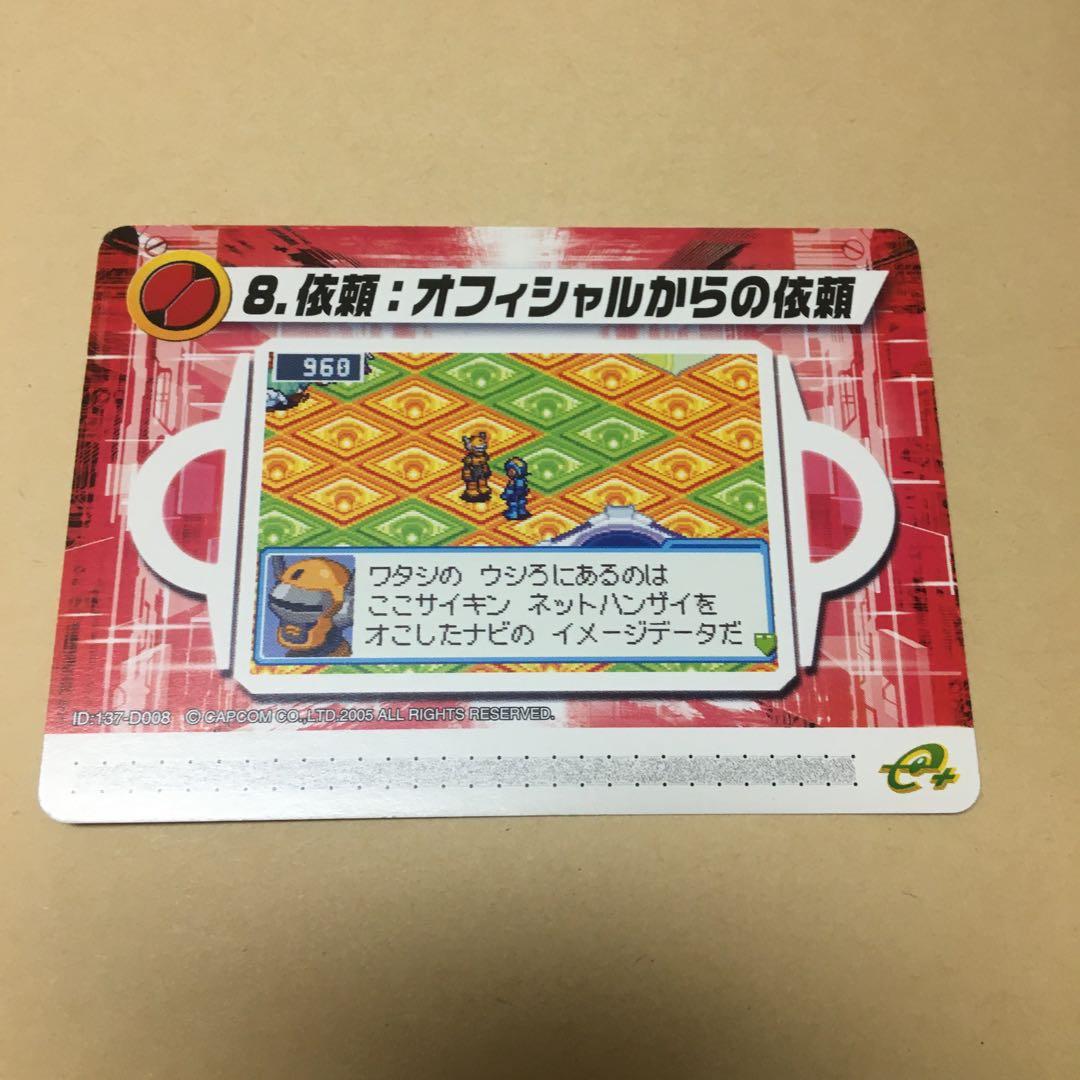 8.依頼:オフィシャルからの依頼
960
ワタシの ウシろにあるのは
ここサイキン ネットハンザイを
オこしたナビの イメージデータだ
ID:137-D008 © CAPCOM CO.,LTD.2005 ALL RIGHTS RESERVED.
e+